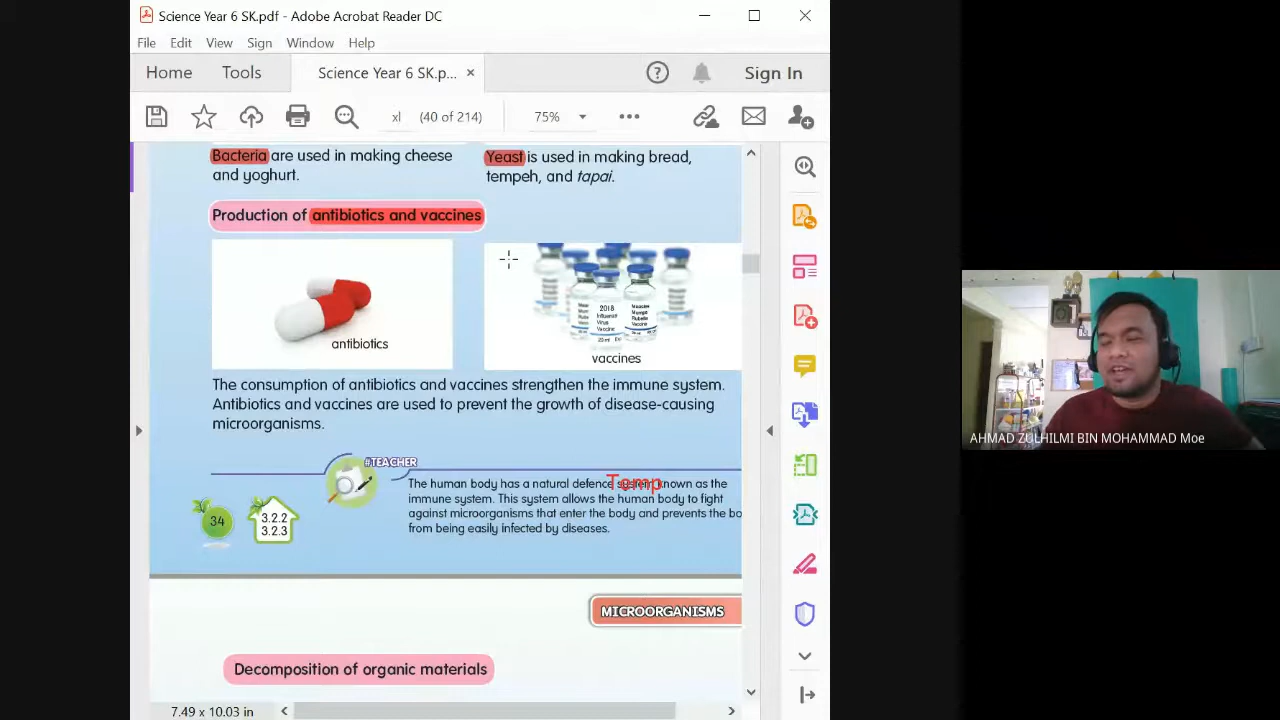 Science Year 6 SK.pdf - Adobe Acrobat Reader DC
File Edit View Sign Window Help
Home Tools Science Year 6 SK.p... × Sign In
xl (40 of 214) 75%
Bacteria are used in making cheese
and yoghurt.
Yeast is used in making bread,
tempeh, and tapai.
Production of antibiotics and vaccines
antibiotics
2018
Influenza
Virus
Vaccine
vaccines
The consumption of antibiotics and vaccines strengthen the immune system.
Antibiotics and vaccines are used to prevent the growth of disease-causing
microorganisms.
#TEACHER
Temp
The human body has a natural defence known as the
immune system. This system allows the human body to fight
against microorganisms that enter the body and prevents the bo
from being easily infected by diseases.
34
3.2.2
3.2.3
MICROORGANISMS
Decomposition of organic materials
7.49 x 10.03 in
AHMAD ZULHILMI BIN MOHAMMAD Moe